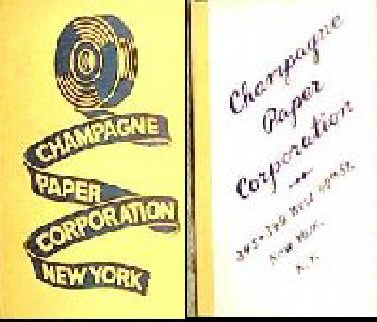 CHAMPAGNE
PAPER
CORPORATION
NEW YORK
Champagne
Paper
Corporation
New York
N.Y.